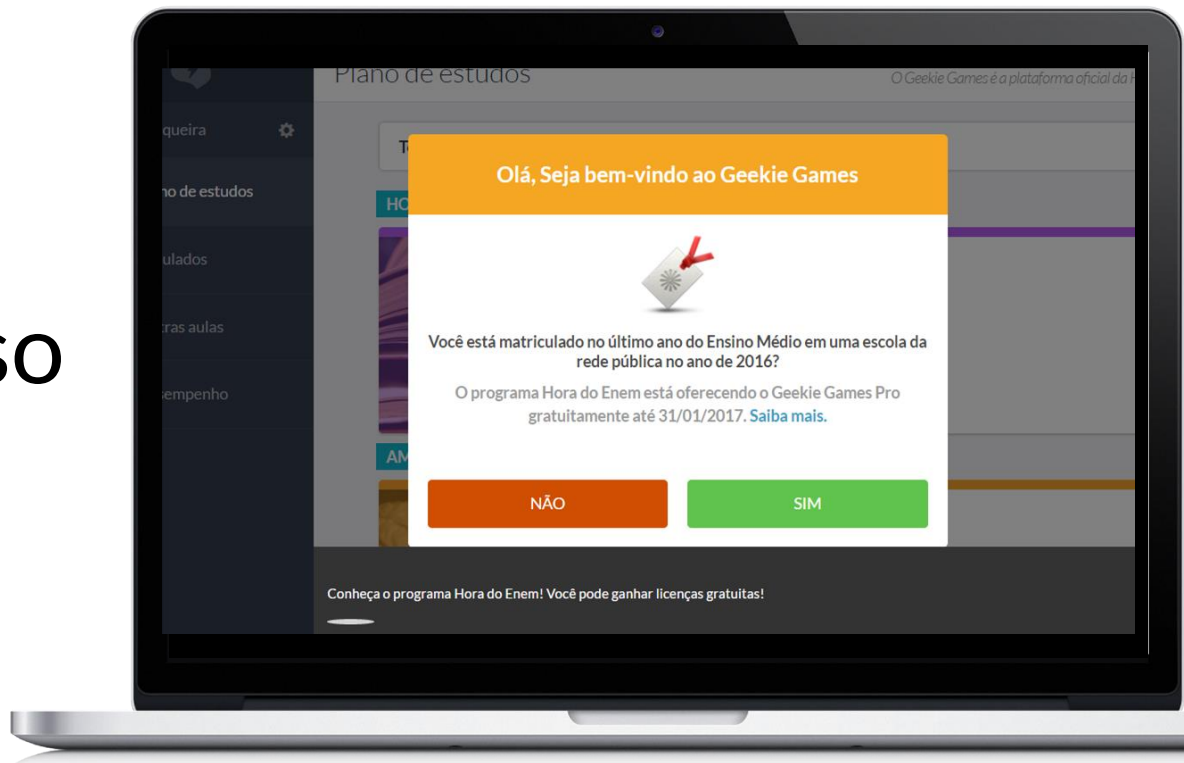 so
Plano de estudos
O Geekie Games é a plataforma oficial da
queira
no de estudos
ulados
ras aulas
empenho
HO
AM
Olá, Seja bem-vindo ao Geekie Games
Você está matriculado no último ano do Ensino Médio em uma escola da
rede pública no ano de 2016?
O programa Hora do Enem está oferecendo o Geekie Games Pro
gratuitamente até 31/01/2017. Saiba mais.
NÃO
SIM
Conheça o programa Hora do Enem! Você pode ganhar licenças gratuitas!